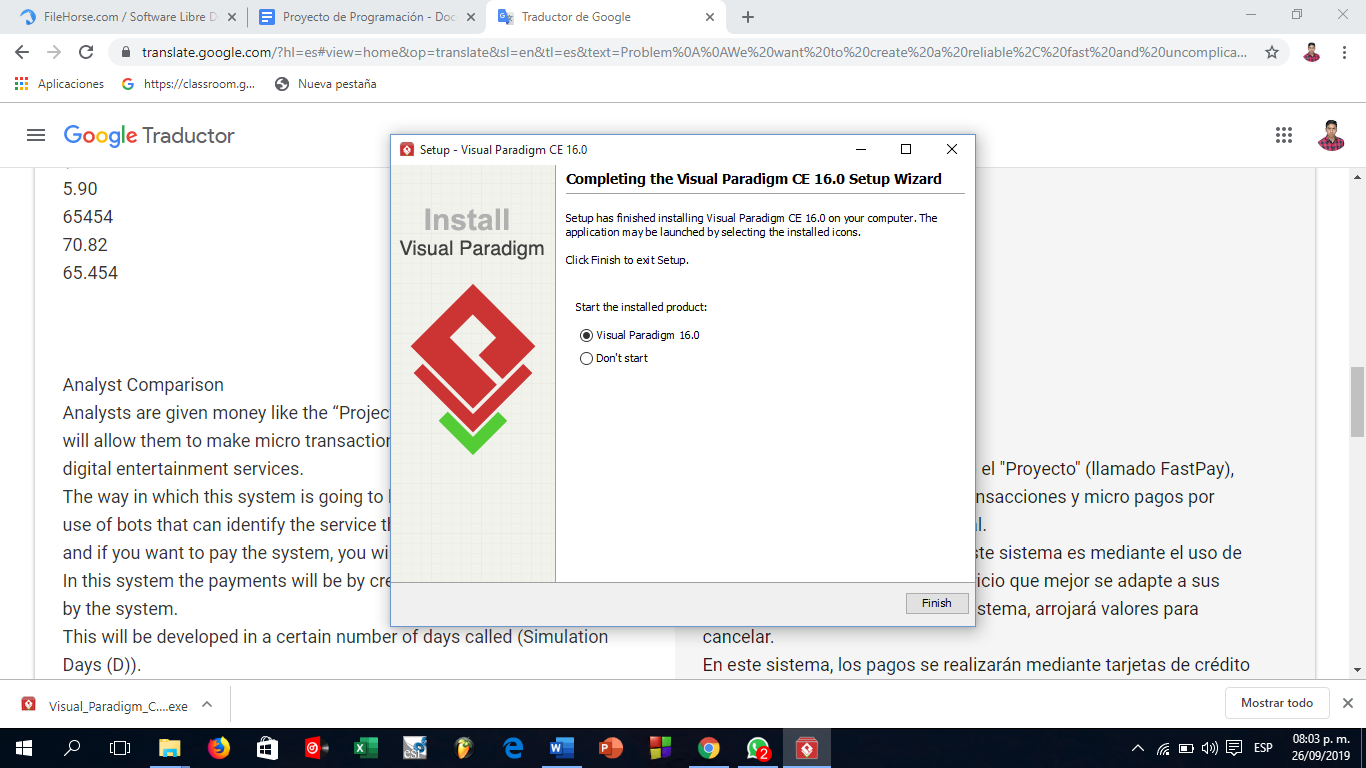 FileHorse.com / Software Libre D
Proyecto de Programación - Doc
Traductor de Google
translate.google.com/?hl=es#view=home&op=translate&sl=en&tl=es&text=Problem%0A%0AWe%20want%20to%20create%20a%20reliable%2C%20fast%20and%20uncomplica...
Aplicaciones
https://classroom.g...
Nueva pestaña
Google Traductor
5.90
65454
70.82
65.454
Analyst Comparison
Analysts are given money like the “Projec
will allow them to make micro transaction
digital entertainment services.
The way in which this system is going to
use of bots that can identify the service th
and if you want to pay the system, you wi
In this system the payments will be by cre
by the system.
This will be developed in a certain number of days called (Simulation
Days (D)).
Setup - Visual Paradigm CE 16.0
Install
Visual Paradigm
Completing the Visual Paradigm CE 16.0 Setup Wizard
Setup has finished installing Visual Paradigm CE 16.0 on your computer. The
application may be launched by selecting the installed icons.
Click Finish to exit Setup.
Start the installed product:
Visual Paradigm 16.0
Don't start
Finish
el "Proyecto" (llamado FastPay),
nsacciones y micro pagos por
l.
ste sistema es mediante el uso de
icio que mejor se adapte a sus
stema, arrojará valores para
cancelar.
En este sistema, los pagos se realizarán mediante tarjetas de crédito
Visual_Paradigm_C....exe
Mostrar todo
ESP
08:03 p. m.
26/09/2019
2